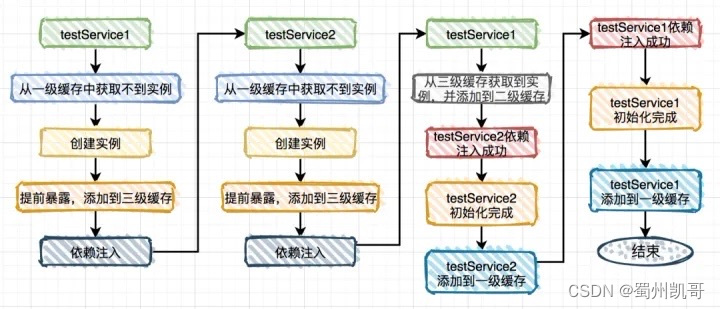 testService1
从一级缓存中获取不到实例
创建实例
提前暴露，添加到三级缓存
依赖注入
testService2
从一级缓存中获取不到实例
创建实例
提前暴露，添加到三级缓存
依赖注入
testService1
从三级缓存获取到实
例，并添加到二级缓存
testService2依赖
注入成功
testService2
初始化完成
testService2
添加到一级缓存
testService1依赖
注入成功
testService1
初始化完成
testService1
添加到一级缓存
结束
CSDN @蜀州凯哥